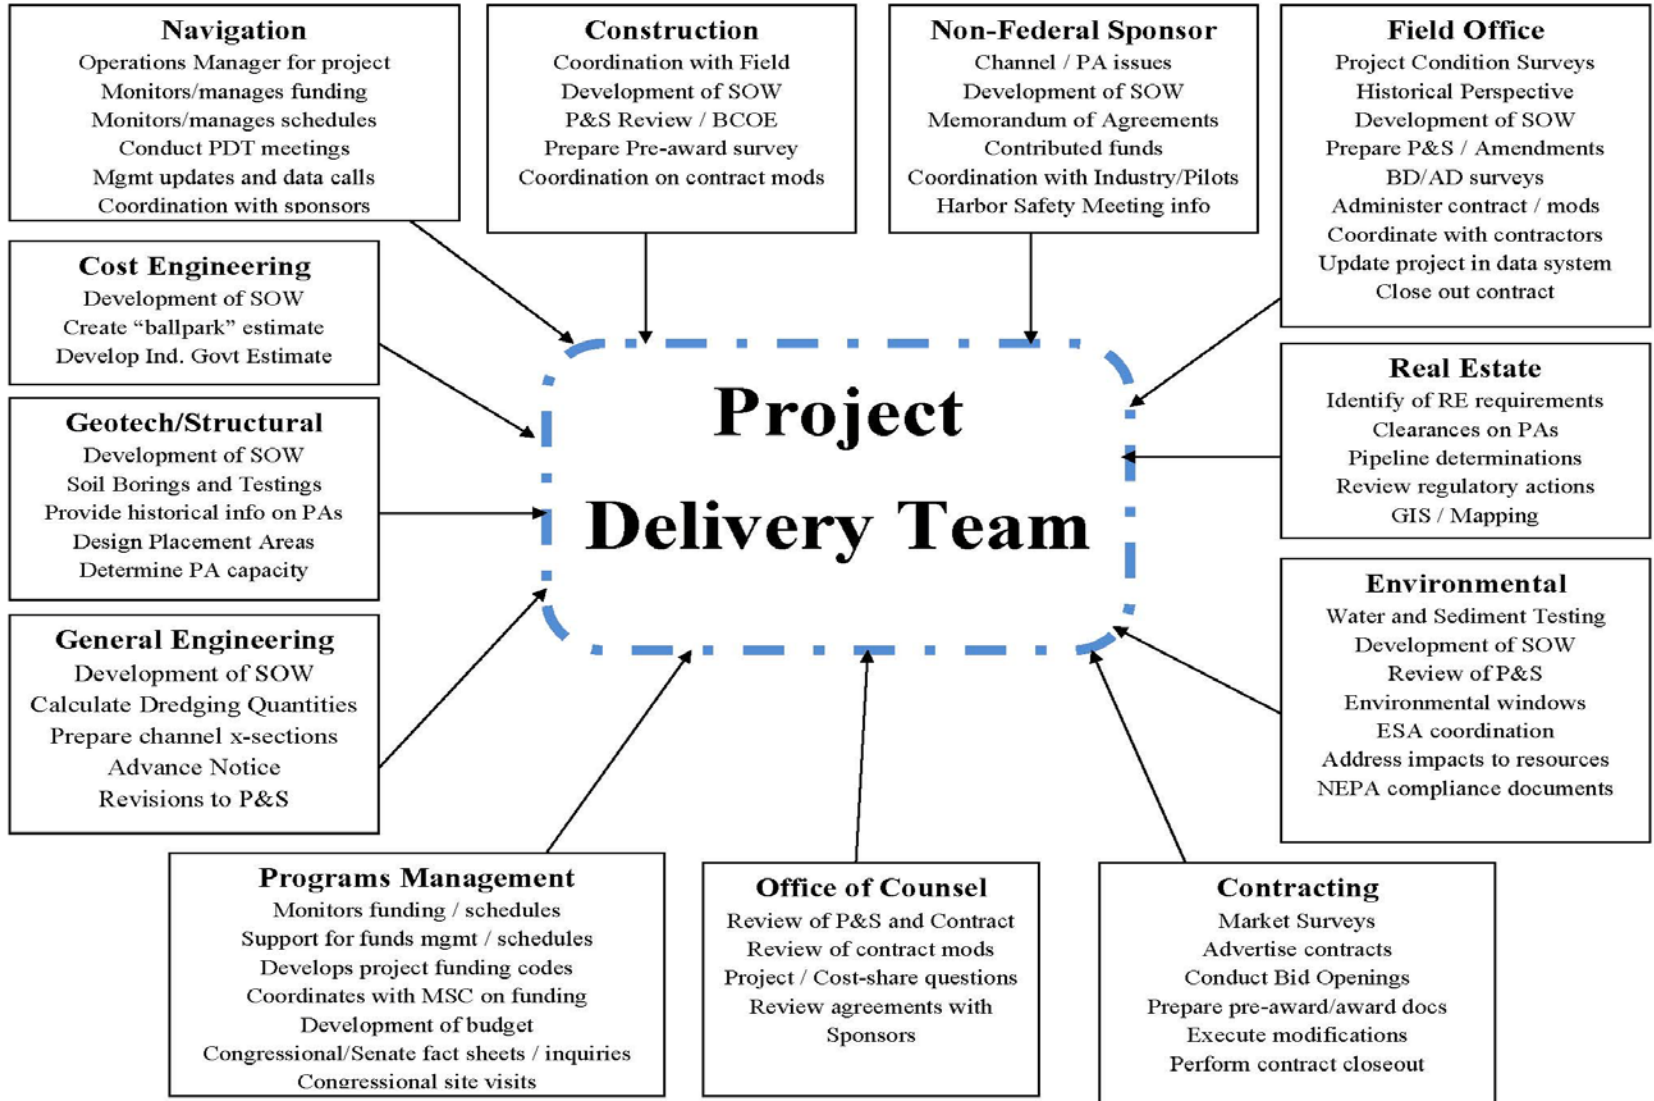 Navigation
Operations Manager for project
Monitors/manages funding
Monitors/manages schedules
Conduct PDT meetings
Mgmt updates and data calls
Coordination with sponsors
Construction
Coordination with Field
Development of SOW
P&S Review / BCOE
Prepare Pre-award survey
Coordination on contract mods
Non-Federal Sponsor
Channel / PA issues
Development of SOW
Memorandum of Agreements
Contributed funds
Coordination with Industry/Pilots
Harbor Safety Meeting info
Field Office
Project Condition Surveys
Historical Perspective
Development of SOW
Prepare P&S / Amendments
BD/AD surveys
Administer contract / mods
Coordinate with contractors
Update project in data system
Close out contract
Cost Engineering
Development of SOW
Create “ballpark” estimate
Develop Ind. Govt Estimate
Project
Delivery Team
Real Estate
Identify of RE requirements
Clearances on PAs
Pipeline determinations
Review regulatory actions
GIS / Mapping
Geotech/Structural
Development of SOW
Soil Borings and Testings
Provide historical info on PAs
Design Placement Areas
Determine PA capacity
Environmental
Water and Sediment Testing
Development of SOW
Review of P&S
Environmental windows
ESA coordination
Address impacts to resources
NEPA compliance documents
General Engineering
Development of SOW
Calculate Dredging Quantities
Prepare channel x-sections
Advance Notice
Revisions to P&S
Programs Management
Monitors funding / schedules
Support for funds mgmt / schedules
Develops project funding codes
Coordinates with MSC on funding
Development of budget
Congressional/Senate fact sheets / inquiries
Congressional site visits
Office of Counsel
Review of P&S and Contract
Review of contract mods
Project / Cost-share questions
Review agreements with
Sponsors
Contracting
Market Surveys
Advertise contracts
Conduct Bid Openings
Prepare pre-award/award docs
Execute modifications
Perform contract closeout